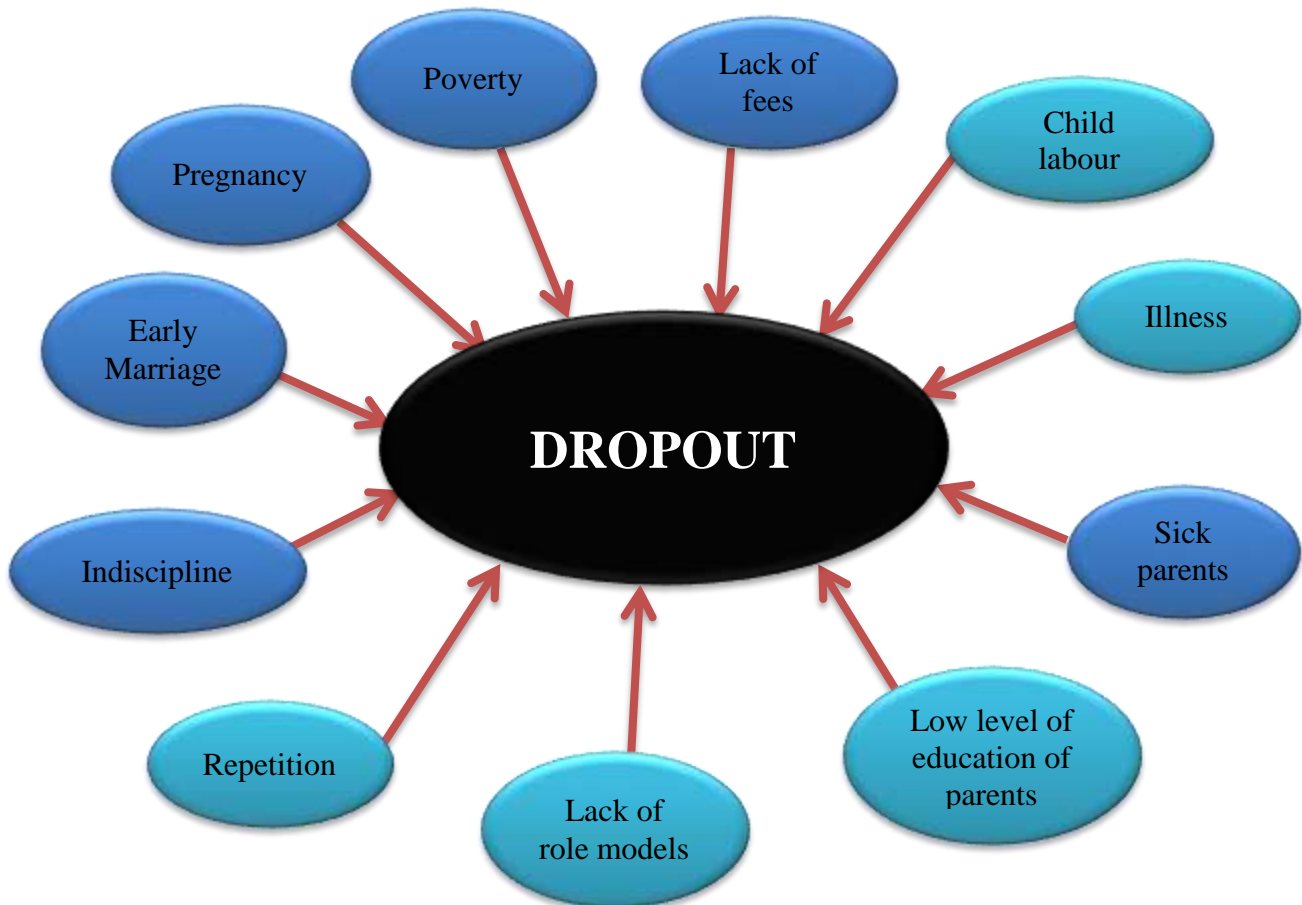 Poverty
Lack of
fees
Child
labour
Pregnancy
Illness
Early
Marriage
DROPOUT
Sick
parents
Indiscipline
Low level of
education of
parents
Repetition
Lack of
role models